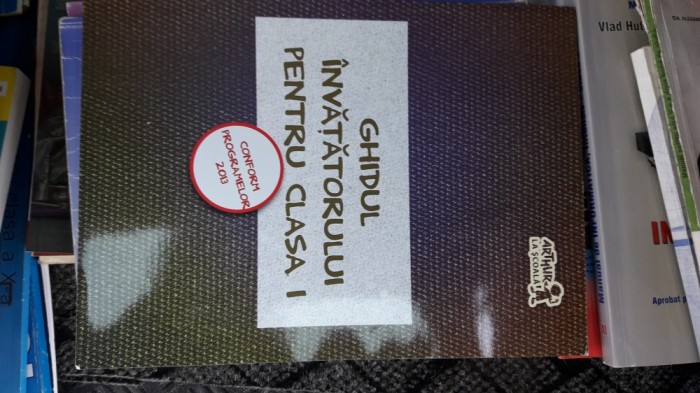 GHIDUL
ÎNVĂȚĂTORULUI
PENTRU CLASA I
CONFORM
PROGRAMELOR
2013
ARTHUR
LA ȘCOALĂ
Vlad Hu
Aprobat